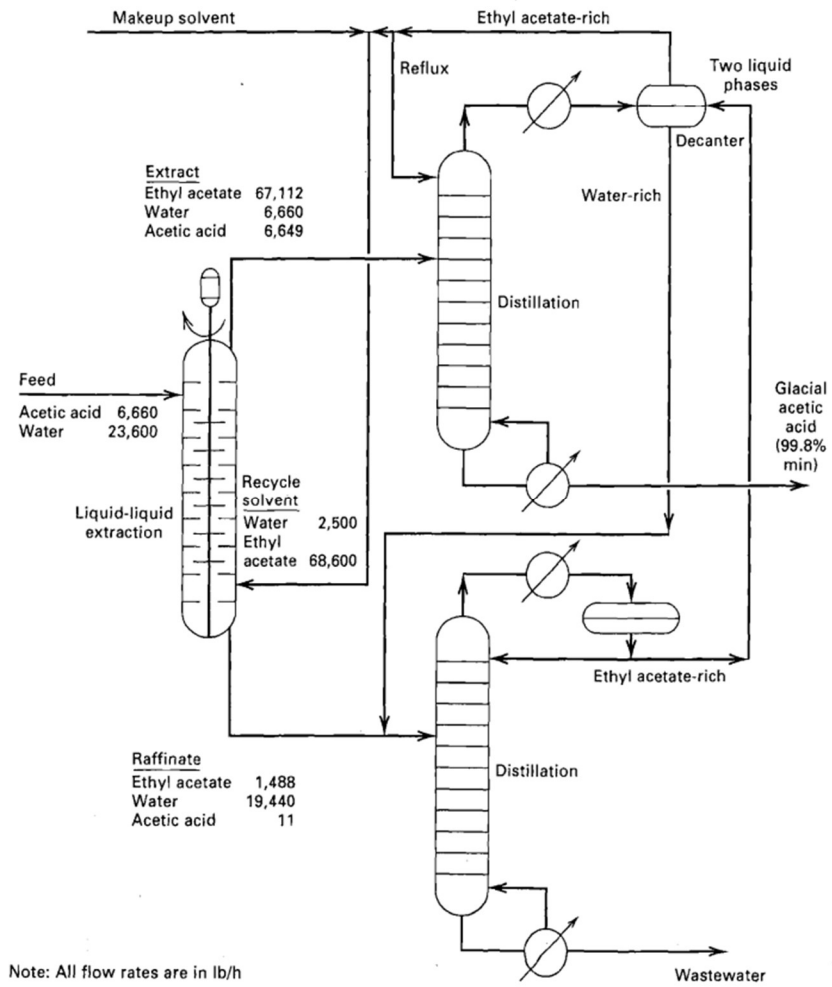 Makeup solvent
Ethyl acetate-rich
Reflux
Two liquid
phases
Decanter
Extract
Ethyl acetate 67,112
Water 6,660
Acetic acid 6,649
Water-rich
Distillation
Feed
Acetic acid 6,660
Water 23,600
Glacial
acetic
acid
(99.8%
min)
Liquid-liquid
extraction
Recycle
solvent
Water 2,500
Ethyl
acetate 68,600
Ethyl acetate-rich
Raffinate
Ethyl acetate 1,488
Water 19,440
Acetic acid 11
Distillation
Note: All flow rates are in lb/h
Wastewater